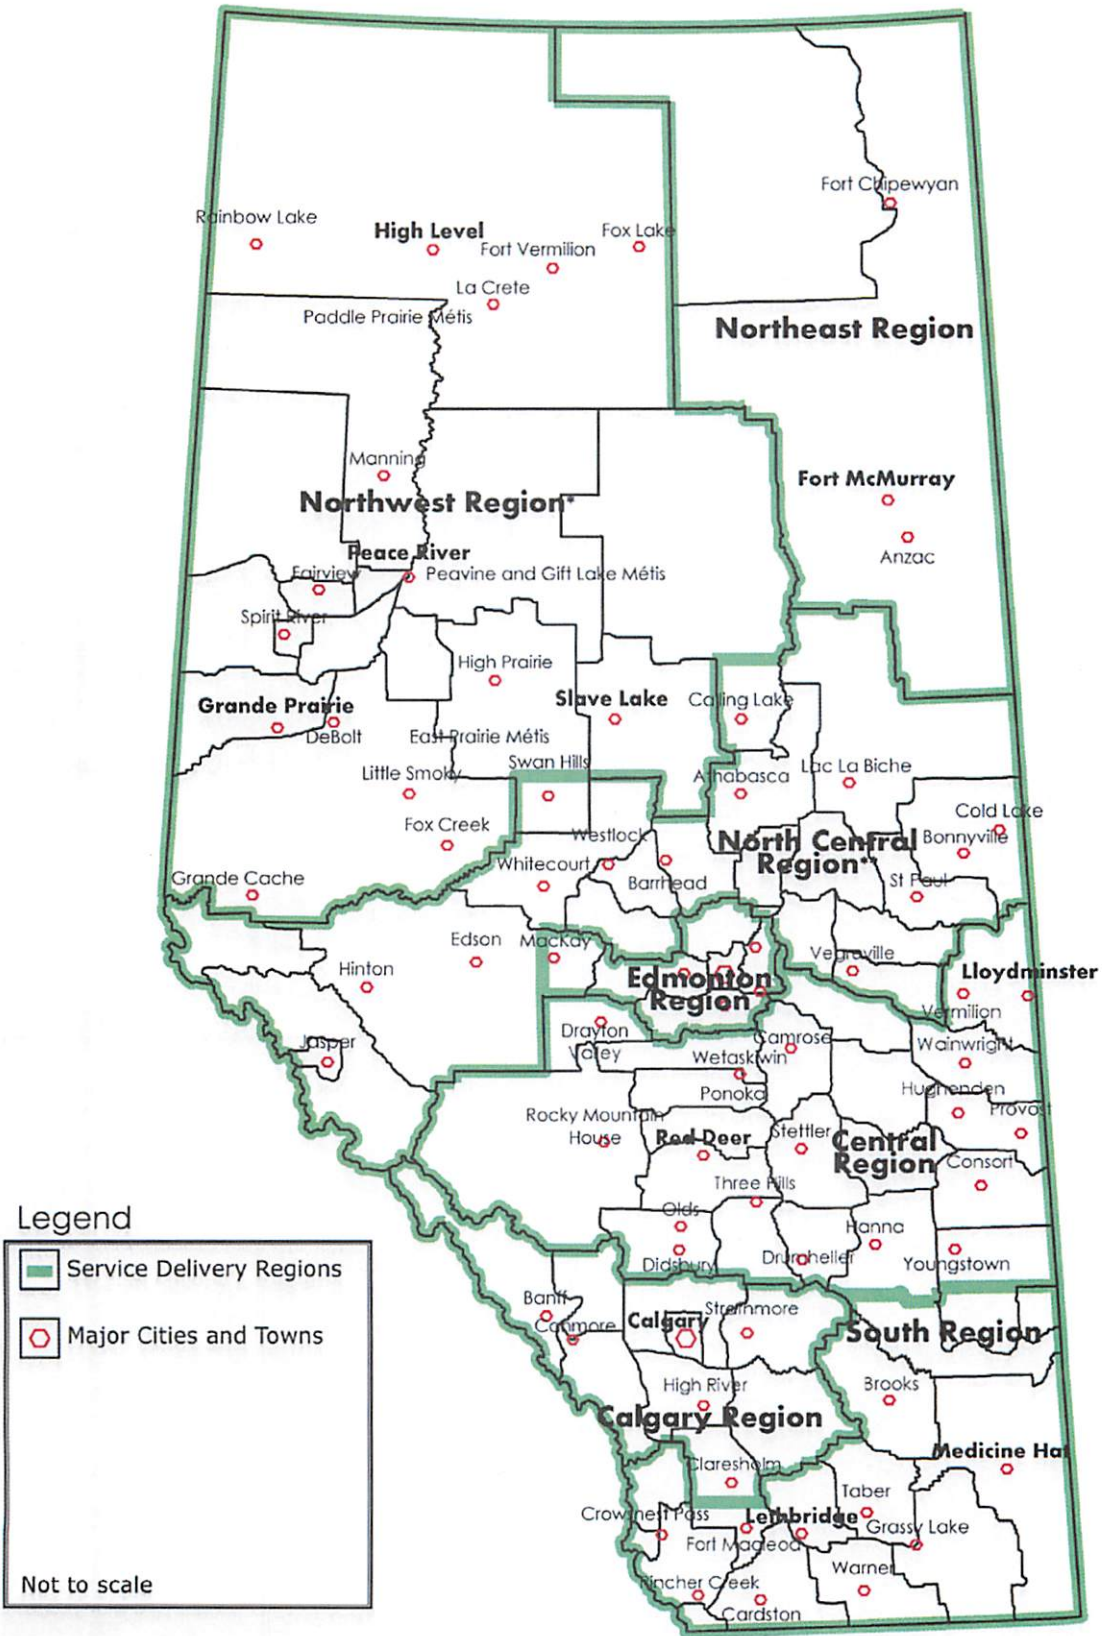 Fort Chipewyan
Rainbow Lake
High Level
Fox Lake
Fort Vermilion
La Crete
Paddle Prairie Métis
Northeast Region
Manning
Fort McMurray
Northwest Region*
Peace River
Anzac
Fairview
Peavine and Gift Lake Métis
Spirit River
High Prairie
Grande Prairie
Slave Lake
Calling Lake
DeBolt
East Prairie Métis
Swan Hills
Little Smoky
Athabasca
Lac La Biche
Fox Creek
Cold Lake
Westlock
North Central
Region**
Bonnyville
Whitecourt
Barrhead
Grande Cache
St Paul
Edson
MacKay
Vegreville
Hinton
Edmonton
Region
Lloydminster
Vermilion
Jasper
Drayton
Valley
Camrose
Wainwright
Wetaskiwin
Ponoka
Hughenden
Provost
Rocky Mountain
House
Red Deer
Stettler
Central
Region
Consort
Three Hills
Olds
Hanna
Didsbury
Drumheller
Youngstown
Legend
Service Delivery Regions
Major Cities and Towns
Not to scale
Banff
Canmore
Calgary
Strathmore
South Region
High River
Brooks
Calgary Region
Medicine Hat
Claresholm
Taber
Crowsnest Pass
Lethbridge
Grassy Lake
Fort Macleod
Warner
Pincher Creek
Cardston